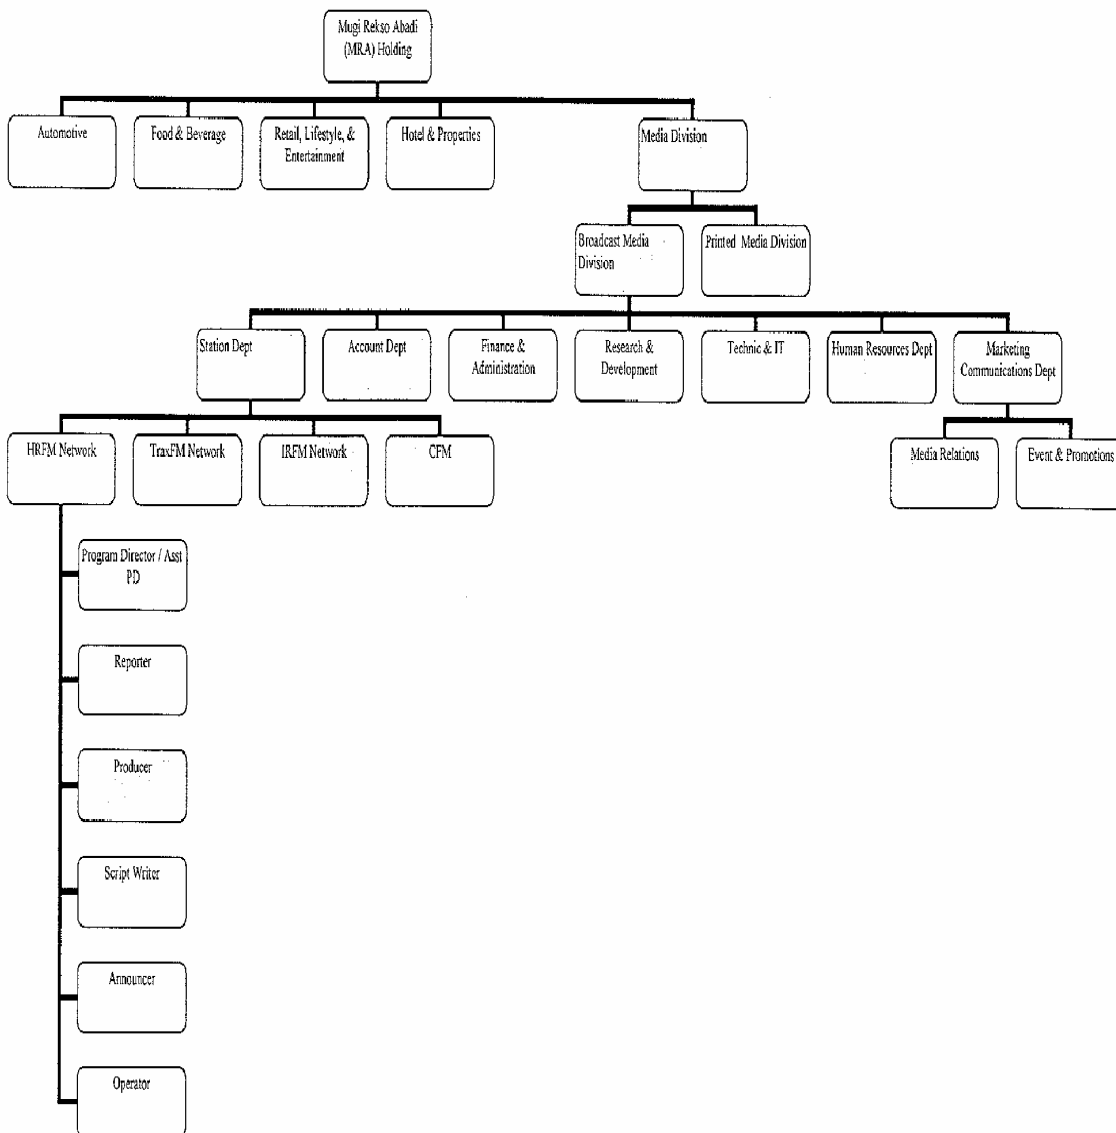 Mugi Rekso Abadi
(MRA) Holding
Automotive
Food & Beverage
Retail, Lifestyle, &
Entertainment
Hotel & Properties
Media Division
Broadcast Media
Division
Printed Media Division
Station Dept
Account Dept
Finance &
Administration
Research &
Development
Technic & IT
Human Resources Dept
Marketing
Communications Dept
HRFM Network
TraxFM Network
IRFM Network
CFM
Media Relations
Event & Promotions
Program Director / Asst
PD
Reporter
Producer
Script Writer
Announcer
Operator